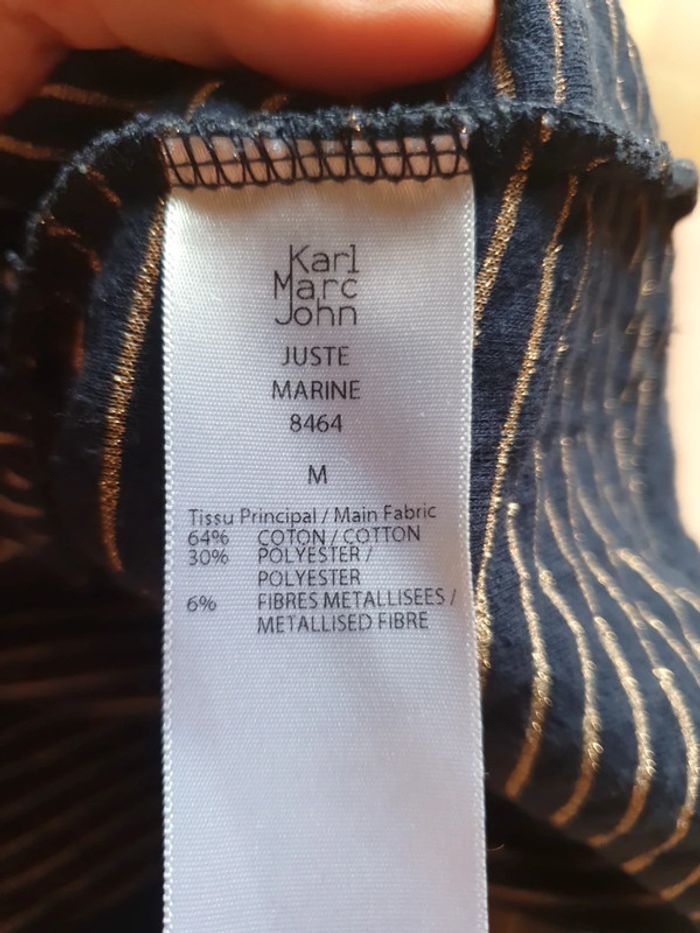 Karl
Marc
John
JUSTE
MARINE
8464
M
Tissu Principal / Main Fabric
64% COTON / COTTON
30% POLYESTER /
POLYESTER
6% FIBRES METALLISEES /
METALLISED FIBRE